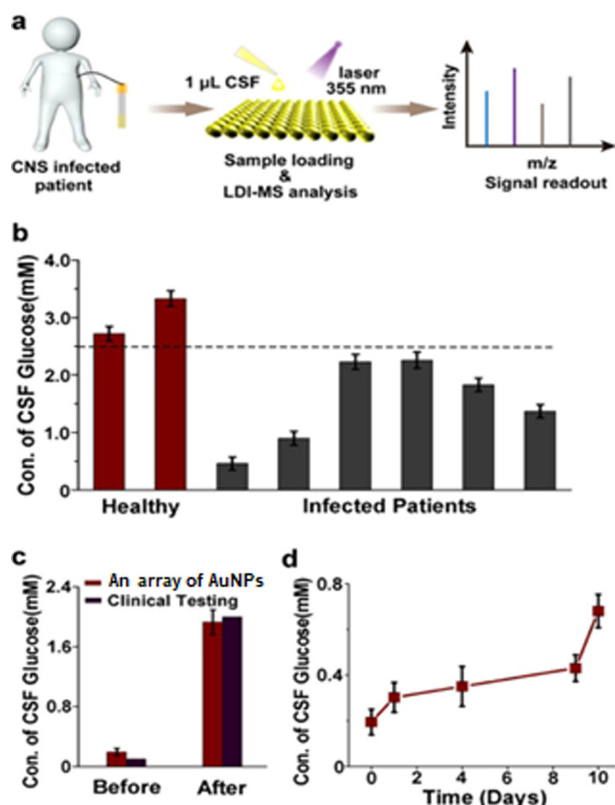 a
1 µL CSF
laser
355 nm
CNS infected
patient
Sample loading
&
LDI-MS analysis
Intensity
m/z
Signal readout
b
Con. of CSF Glucose(mM)
4.0
3.0
2.0
1.0
0
Healthy
Infected Patients
c
Con. of CSF Glucose(mM)
2.4
1.6
.8
0
An array of AuNPs
Clinical Testing
Before
After
d
Con. of CSF Glucose(mM)
0.8
0.4
0
0
2
4
6
8
10
Time (Days)